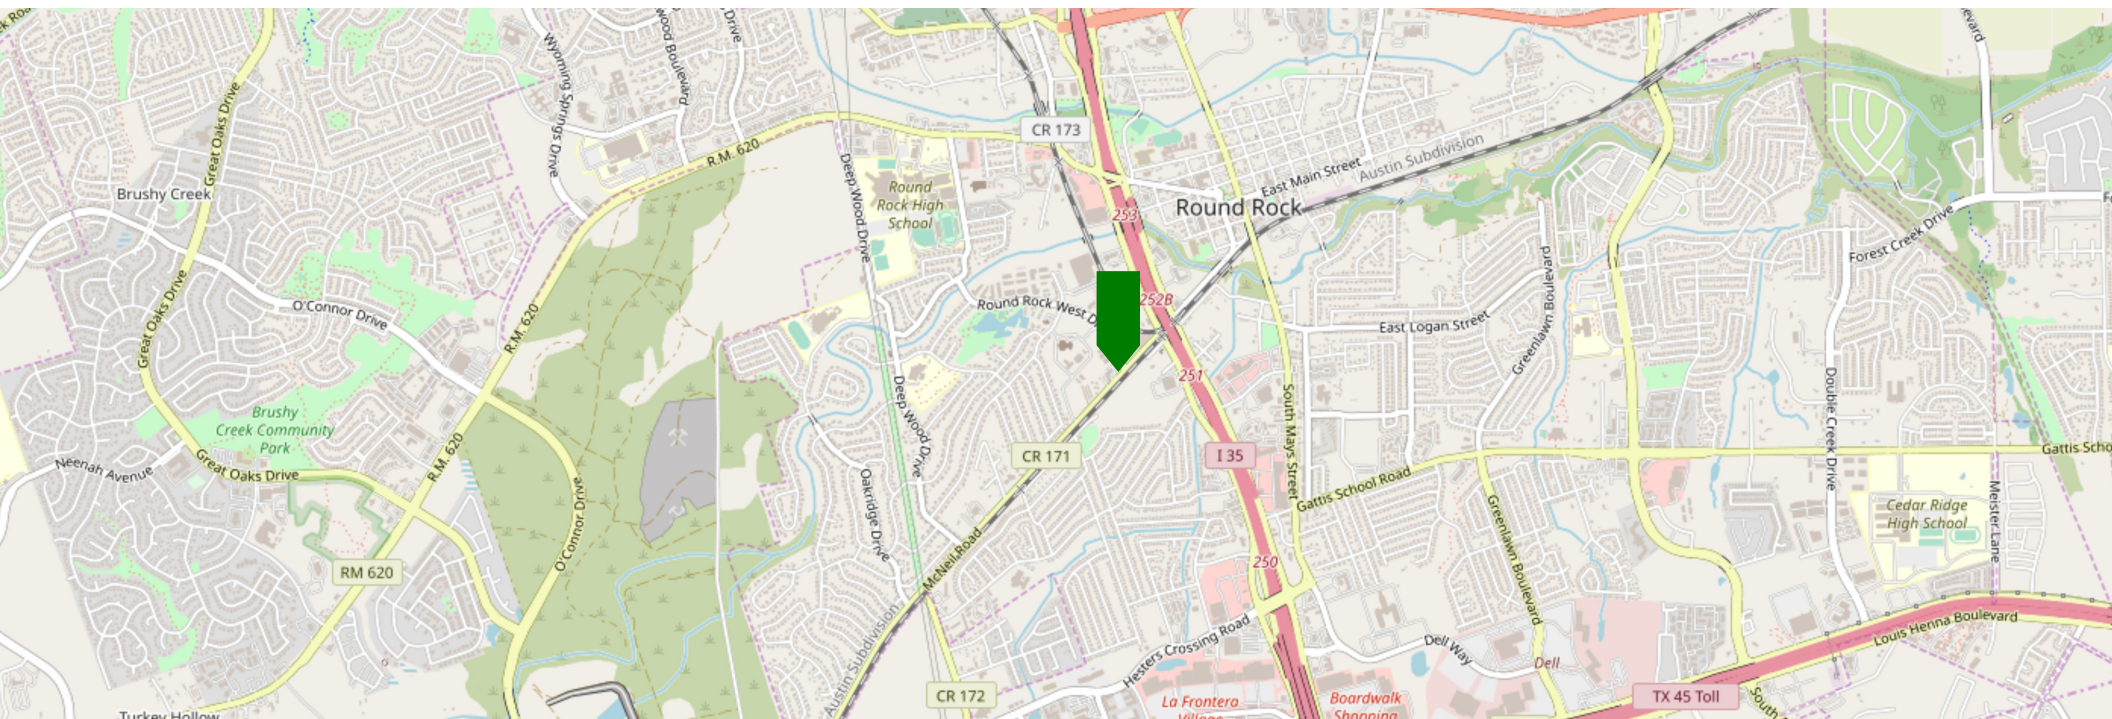 Wyoming Springs Drive
Drive
Great Oaks Drive
CR 173
R.M. 620
Deep Wood Drive
Austin Subdivision
East Main Street
Brushy Creek
Round
Rock High
School
253
Round Rock
Forest Creek Drive
Great Oaks Drive
O'Connor Drive
R.M. 620
Round Rock West
252B
East Logan Street
Greenlawn Boulevard
251
Deep Wood Drive
South Mays Street
Double Creek Drive
Brushy
Creek Community
Park
R.M. 620
CR 171
I 35
Neenah Avenue
Great Oaks Drive
Gattis School Road
Oakridge Drive
O'Connor Drive
Greenlawn Boulevard
Cedar Ridge
High School
Meister Lane
McNeil Road
RM 620
250
Austin Subdivision
Hesters Crossing Road
Dell Way
Dell
Louis Henna Boulevard
CR 172
TX 45 Toll
La Frontera
Village
Boardwalk
Shopping
Turkey Hollow
South